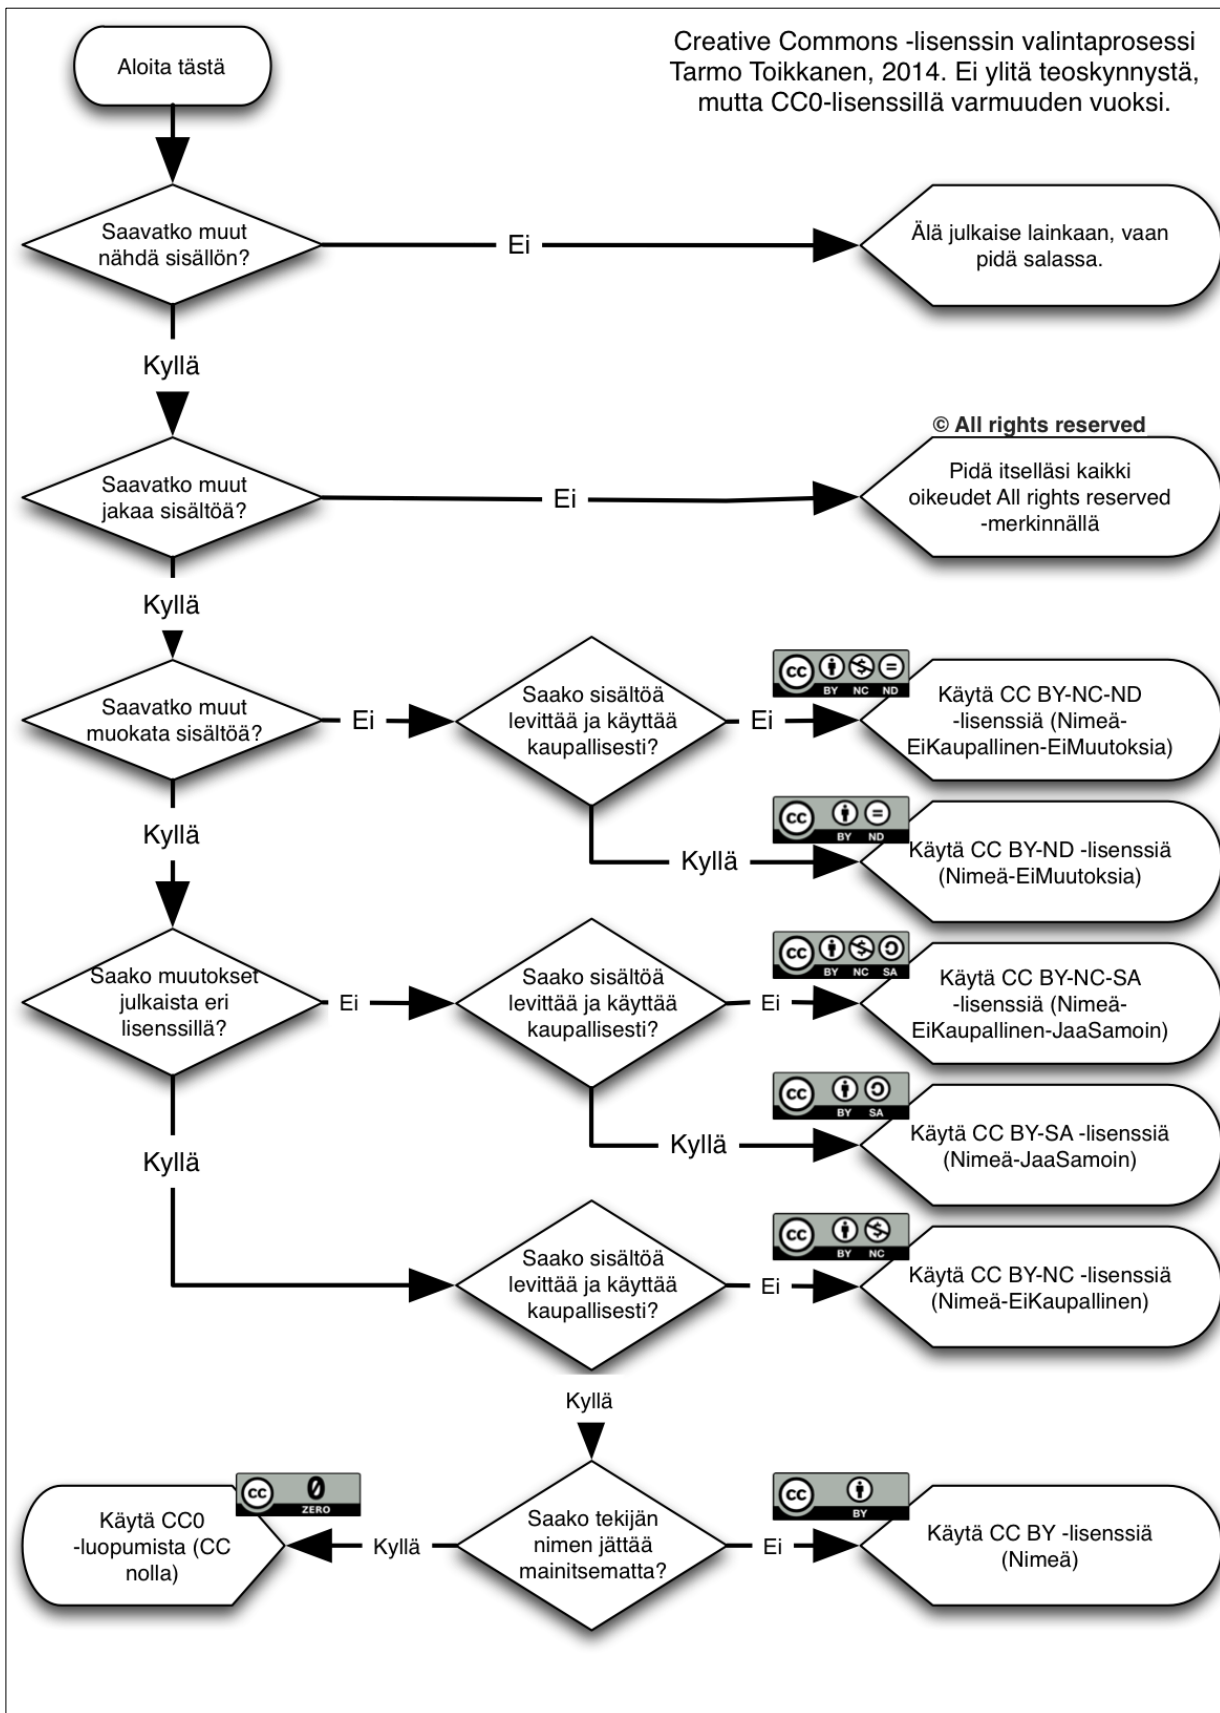 Creative Commons -lisenssin valintaprosessi
Tarmo Toikkanen, 2014. Ei ylitä teoskynnystä,
mutta CC0-lisenssillä varmuuden vuoksi.
Aloita tästä
Saavatko muut
nähdä sisällön?
Ei
Älä julkaise lainkaan, vaan
pidä salassa.
Kyllä
Saavatko muut
jakaa sisältöä?
Ei
© All rights reserved
Pidä itselläsi kaikki
oikeudet All rights reserved
-merkinnällä
Kyllä
Saavatko muut
muokata sisältöä?
Ei
Saako sisältöä
levittää ja käyttää
kaupallisesti?
Ei
cc
BY NC ND
Käytä CC BY-NC-ND
-lisenssiä (Nimeä-
EiKaupallinen-EiMuutoksia)
Kyllä
cc
BY ND
Käytä CC BY-ND -lisenssiä
(Nimeä-EiMuutoksia)
Kyllä
Saako muutokset
julkaista eri
lisenssillä?
Ei
Saako sisältöä
levittää ja käyttää
kaupallisesti?
Ei
cc
BY NC SA
Käytä CC BY-NC-SA
-lisenssiä (Nimeä-
EiKaupallinen-JaaSamoin)
Kyllä
cc
BY SA
Käytä CC BY-SA -lisenssiä
(Nimeä-JaaSamoin)
Kyllä
Saako sisältöä
levittää ja käyttää
kaupallisesti?
Ei
cc
BY NC
Käytä CC BY-NC -lisenssiä
(Nimeä-EiKaupallinen)
Kyllä
Saako tekijän
nimen jättää
mainitsematta?
Kyllä
cc 0
ZERO
Käytä CC0
-luopumista (CC
nolla)
Ei
cc
BY
Käytä CC BY -lisenssiä
(Nimeä)